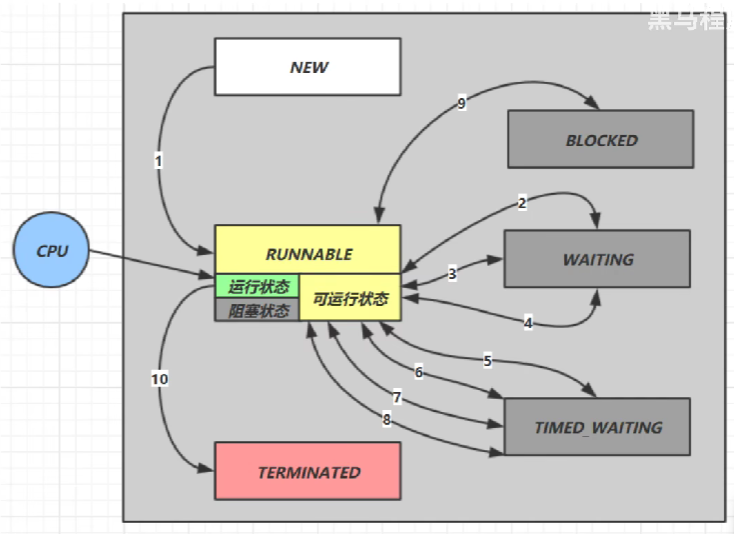 黑马程
NEW
9
BLOCKED
1
2
CPU
RUNNABLE
WAITING
3
运行状态
可运行状态
阻塞状态
4
5
6
10
7
8
TIMED_WAITING
TERMINATED